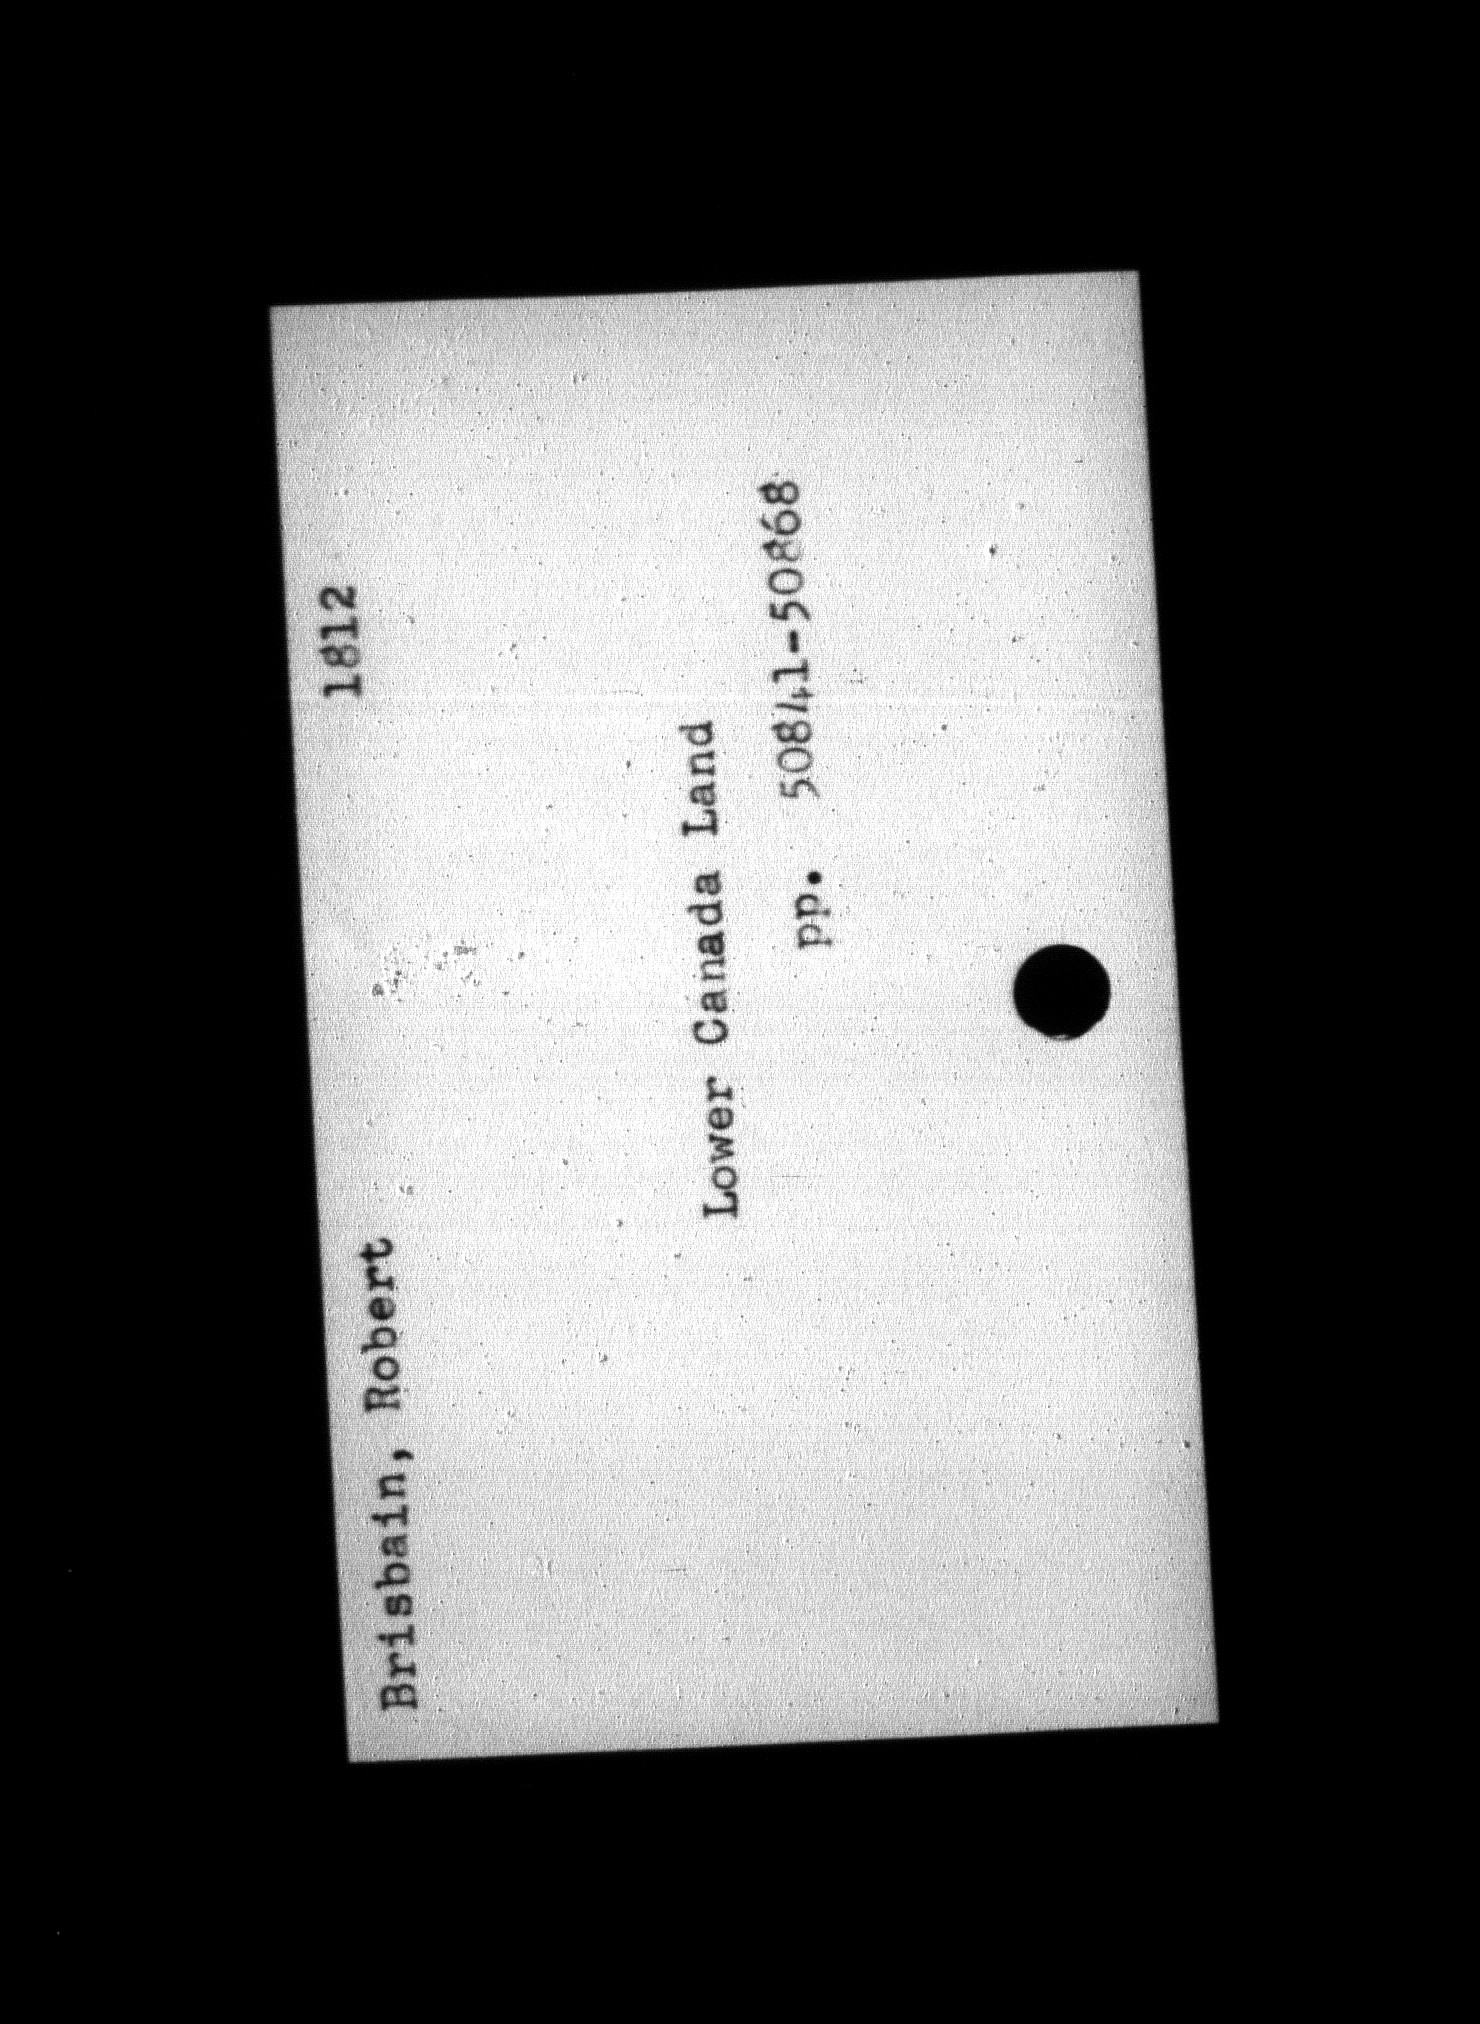 Brisbain, Robert 1812
Lower Canada Land
pp. 50841-50868